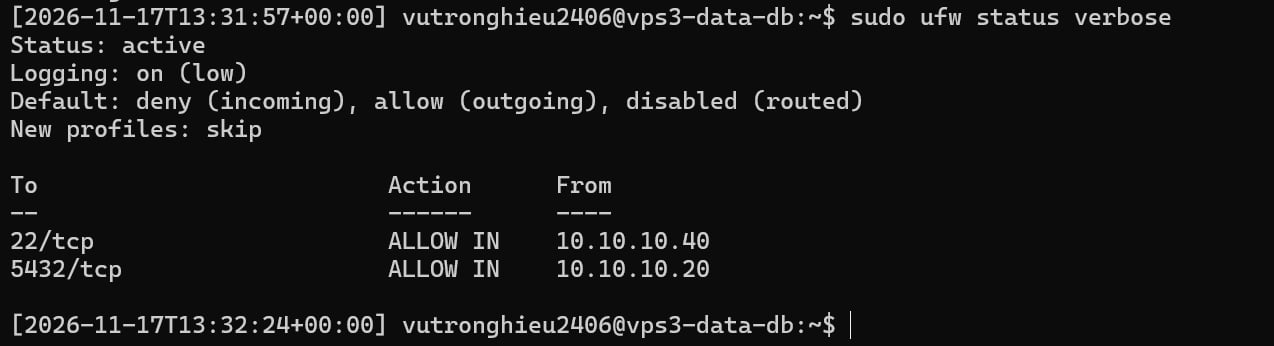 [2026-11-17T13:31:57+00:00] vutronghieu2406@vps3-data-db:~$ sudo ufw status verbose
Status: active
Logging: on (low)
Default: deny (incoming), allow (outgoing), disabled (routed)
New profiles: skip

To                         Action      From
--                         ------      ----
22/tcp                     ALLOW IN    10.10.10.40
5432/tcp                   ALLOW IN    10.10.10.20

[2026-11-17T13:32:24+00:00] vutronghieu2406@vps3-data-db:~$